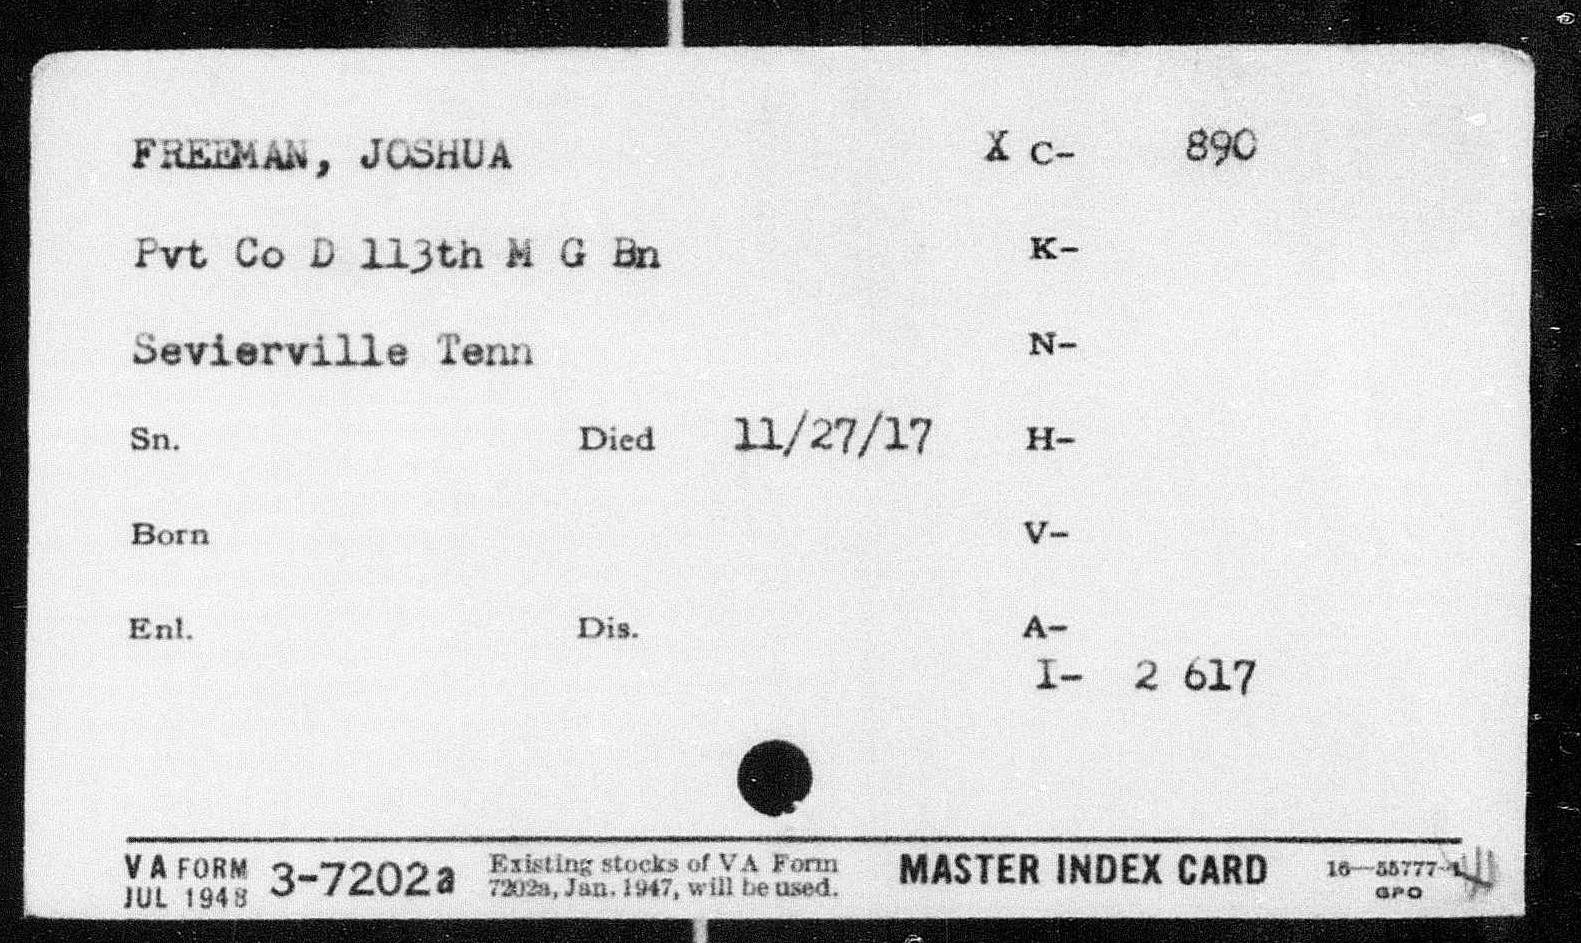 FREEMAN, JOSHUA X C- 890
Pvt Co D 113th M G Bn K-
Sevierville Tenn N-
Sn. Died 11/27/17 H-
Born V-
Enl. Dis. A-
I- 2 617
VA FORM 3-7202a Existing stocks of VA Form MASTER INDEX CARD 16—55777-1
JUL 1948 7202a, Jan. 1947, will be used. GPO